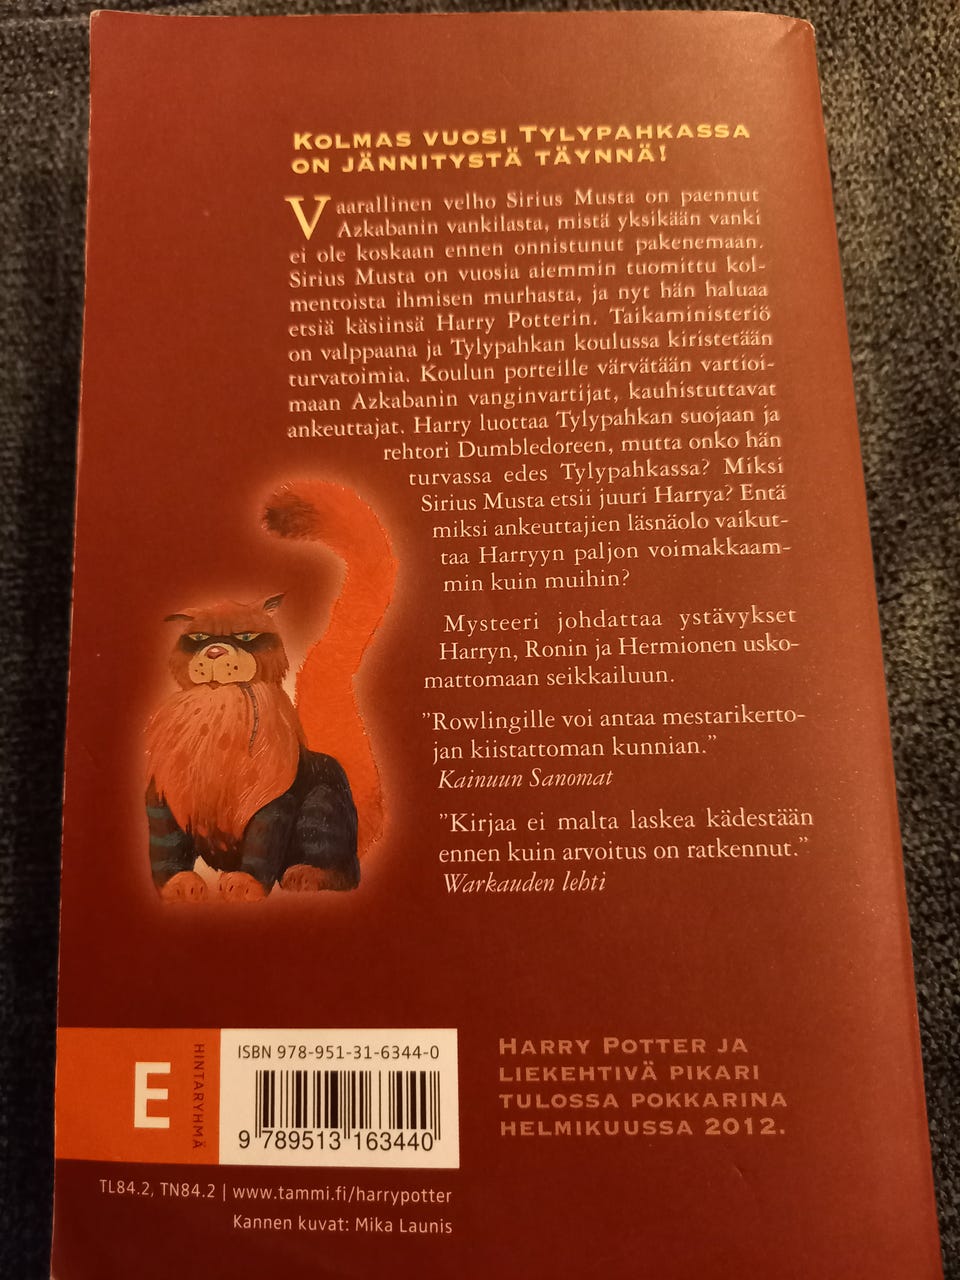 KOLMAS VUOSI TYLYPAHKASSA
ON JÄNNITYSTÄ TÄYNNÄ!
Vaarallinen velho Sirius Musta on paennut
Azkabanin vankilasta, mistä yksikään vanki
ei ole koskaan ennen onnistunut pakenemaan.
Sirius Musta on vuosia aiemmin tuomittu kol-
mentoista ihmisen murhasta, ja nyt hän haluaa
etsiä käsiinsä Harry Potterin. Taikaministeriö
on valppaana ja Tylypahkan koulussa kiristetään
turvatoimia. Koulun porteille värvätään vartioi-
maan Azkabanin vanginvartijat, kauhistuttavat
ankeuttajat. Harry luottaa Tylypahkan suojaan ja
rehtori Dumbledoreen, mutta onko hän
turvassa edes Tylypahkassa? Miksi
Sirius Musta etsii juuri Harrya? Entä
miksi ankeuttajien läsnäolo vaikut-
taa Harryyn paljon voimakkaam-
min kuin muihin?
Mysteeri johdattaa ystävykset
Harryn, Ronin ja Hermionen usko-
mattomaan seikkailuun.
"Rowlingille voi antaa mestarikerto-
jan kiistattoman kunnian."
Kainuun Sanomat
"Kirjaa ei malta laskea kädestään
ennen kuin arvoitus on ratkennut."
Warkauden lehti
E
HINTARYHMÄ
ISBN 978-951-31-6344-0
9 789513 163440
HARRY POTTER JA
LIEKEHTIVÄ PIKARI
TULOSSA POKKARINA
HELMIKUUSSA 2012.
TL84.2, TN84.2 | www.tammi.fi/harrypotter
Kannen kuvat: Mika Launis